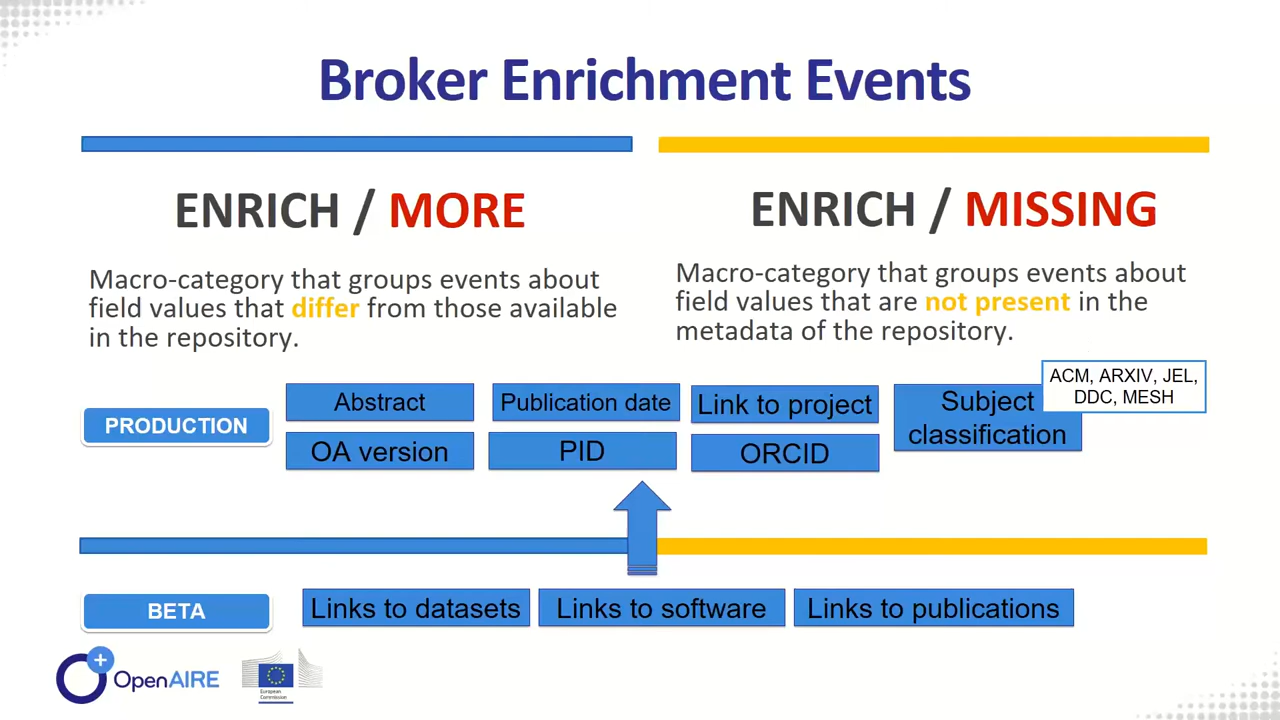 Broker Enrichment Events
ENRICH / MORE
Macro-category that groups events about
field values that differ from those available
in the repository.
ENRICH / MISSING
Macro-category that groups events about
field values that are not present in the
metadata of the repository.
PRODUCTION
Abstract
Publication date
Link to project
Subject
classification
ACM, ARXIV, JEL,
DDC, MESH
OA version
PID
ORCID
BETA
Links to datasets
Links to software
Links to publications
OpenAIRE
European
Commission